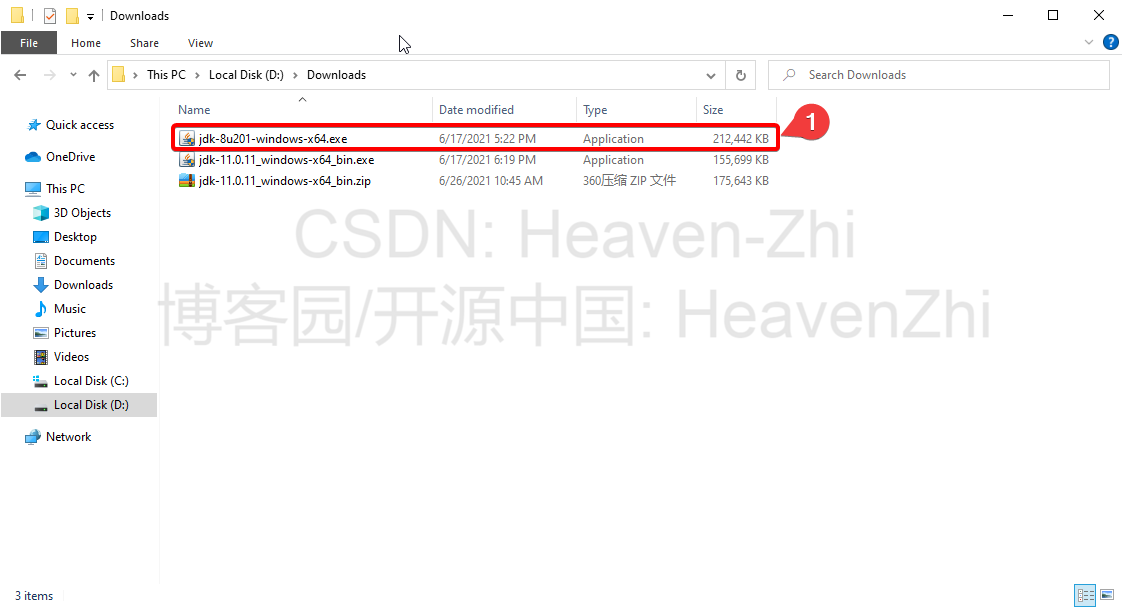 Downloads
File Home Share View
This PC > Local Disk (D:) > Downloads
Search Downloads
Name Date modified Type Size
jdk-8u201-windows-x64.exe 6/17/2021 5:22 PM Application 212,442 KB
1
jdk-11.0.11_windows-x64_bin.exe 6/17/2021 6:19 PM Application 155,699 KB
jdk-11.0.11_windows-x64_bin.zip 6/26/2021 10:45 AM 360压缩 ZIP 文件 175,643 KB
Quick access
OneDrive
This PC
3D Objects
Desktop
Documents
Downloads
Music
Pictures
Videos
Local Disk (C:)
Local Disk (D:)
Network
CSDN: Heaven-Zhi
博客园/开源中国: HeavenZhi
3 items